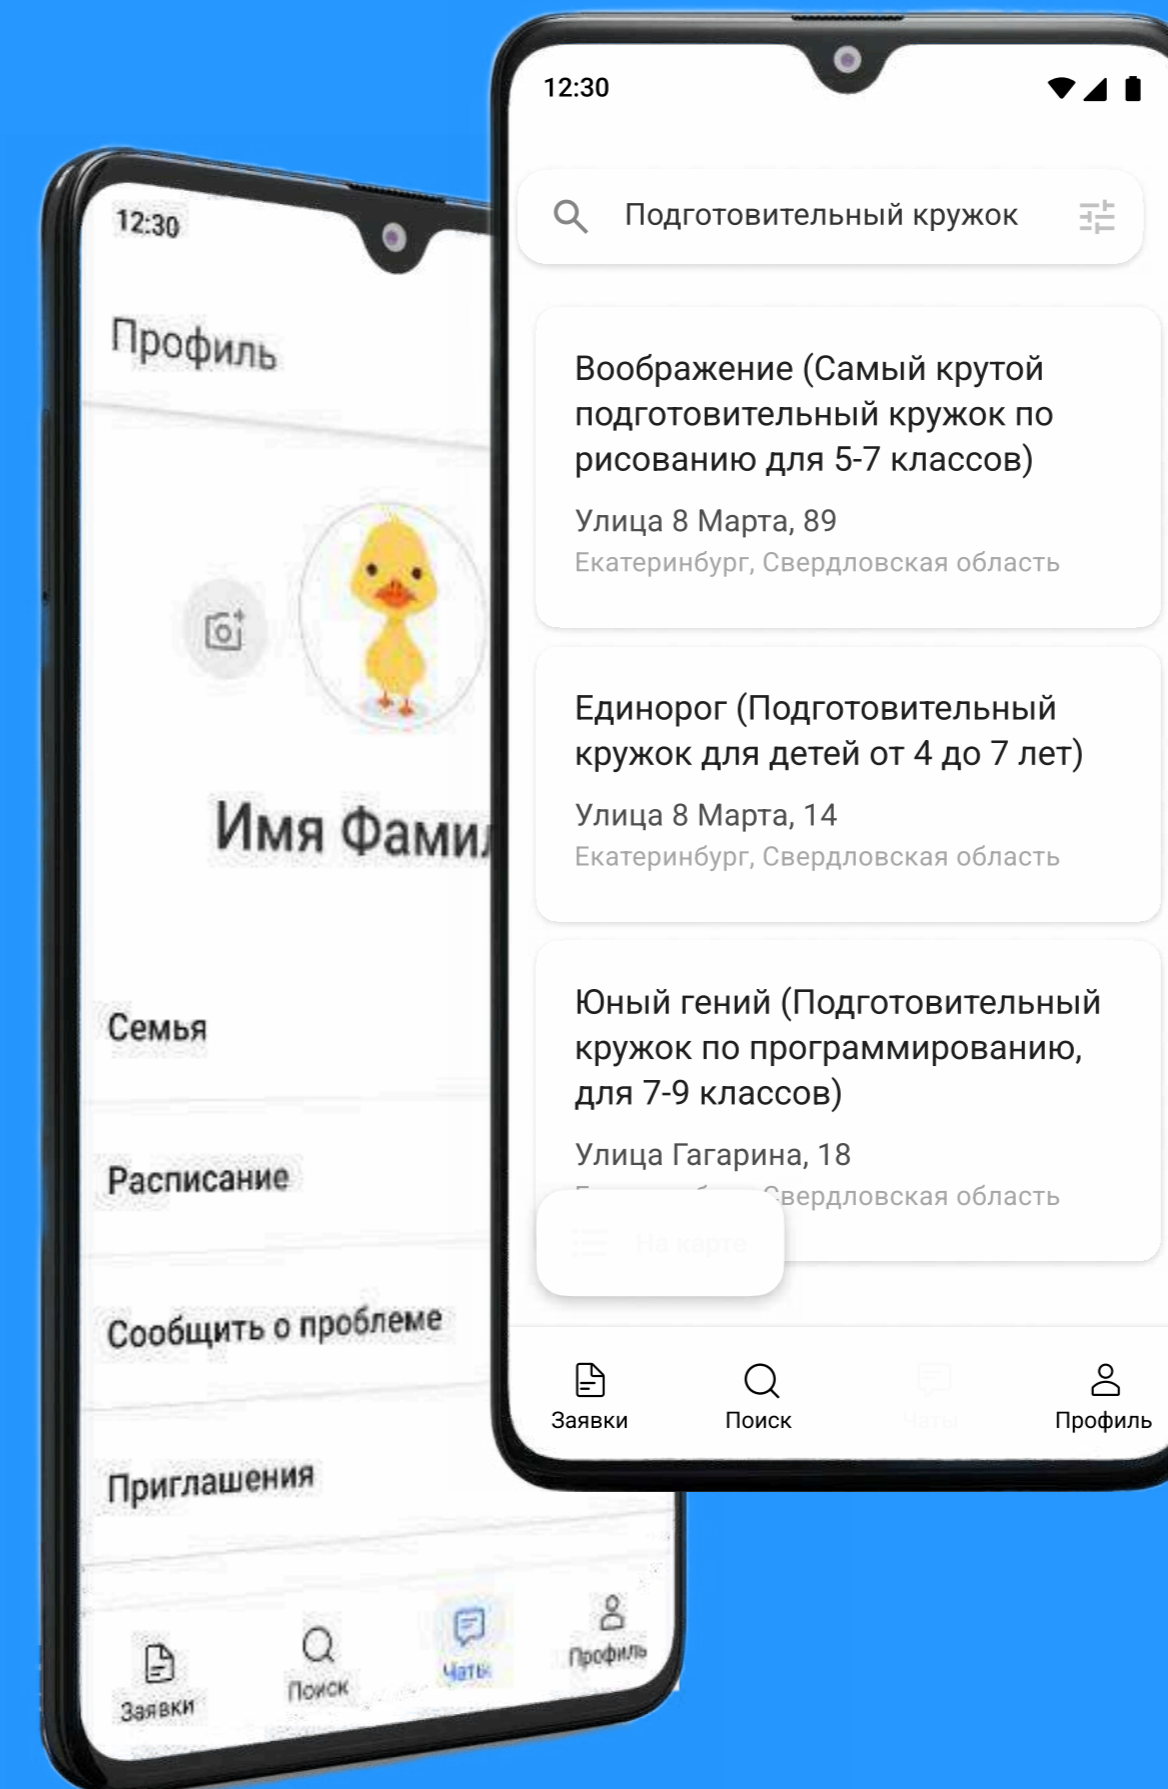 12:30
Профиль
Имя
Семья
Расписание
Сообщить о проблеме
Приглашения
Заявки
Поиск
Чаты
Профиль
12:30
Подготовительный кружок
Воображение (Самый крутой
подготовительный кружок по
рисованию для 5-7 классов)
Улица 8 Марта, 89
Екатеринбург, Свердловская область
Единорог (Подготовительный
кружок для детей от 4 до 7 лет)
Улица 8 Марта, 14
Екатеринбург, Свердловская область
Юный гений (Подготовительный
кружок по программированию,
для 7-9 классов)
Улица Гагарина, 18
Свердловская область
На карте
Заявки
Поиск
Чаты
Профиль